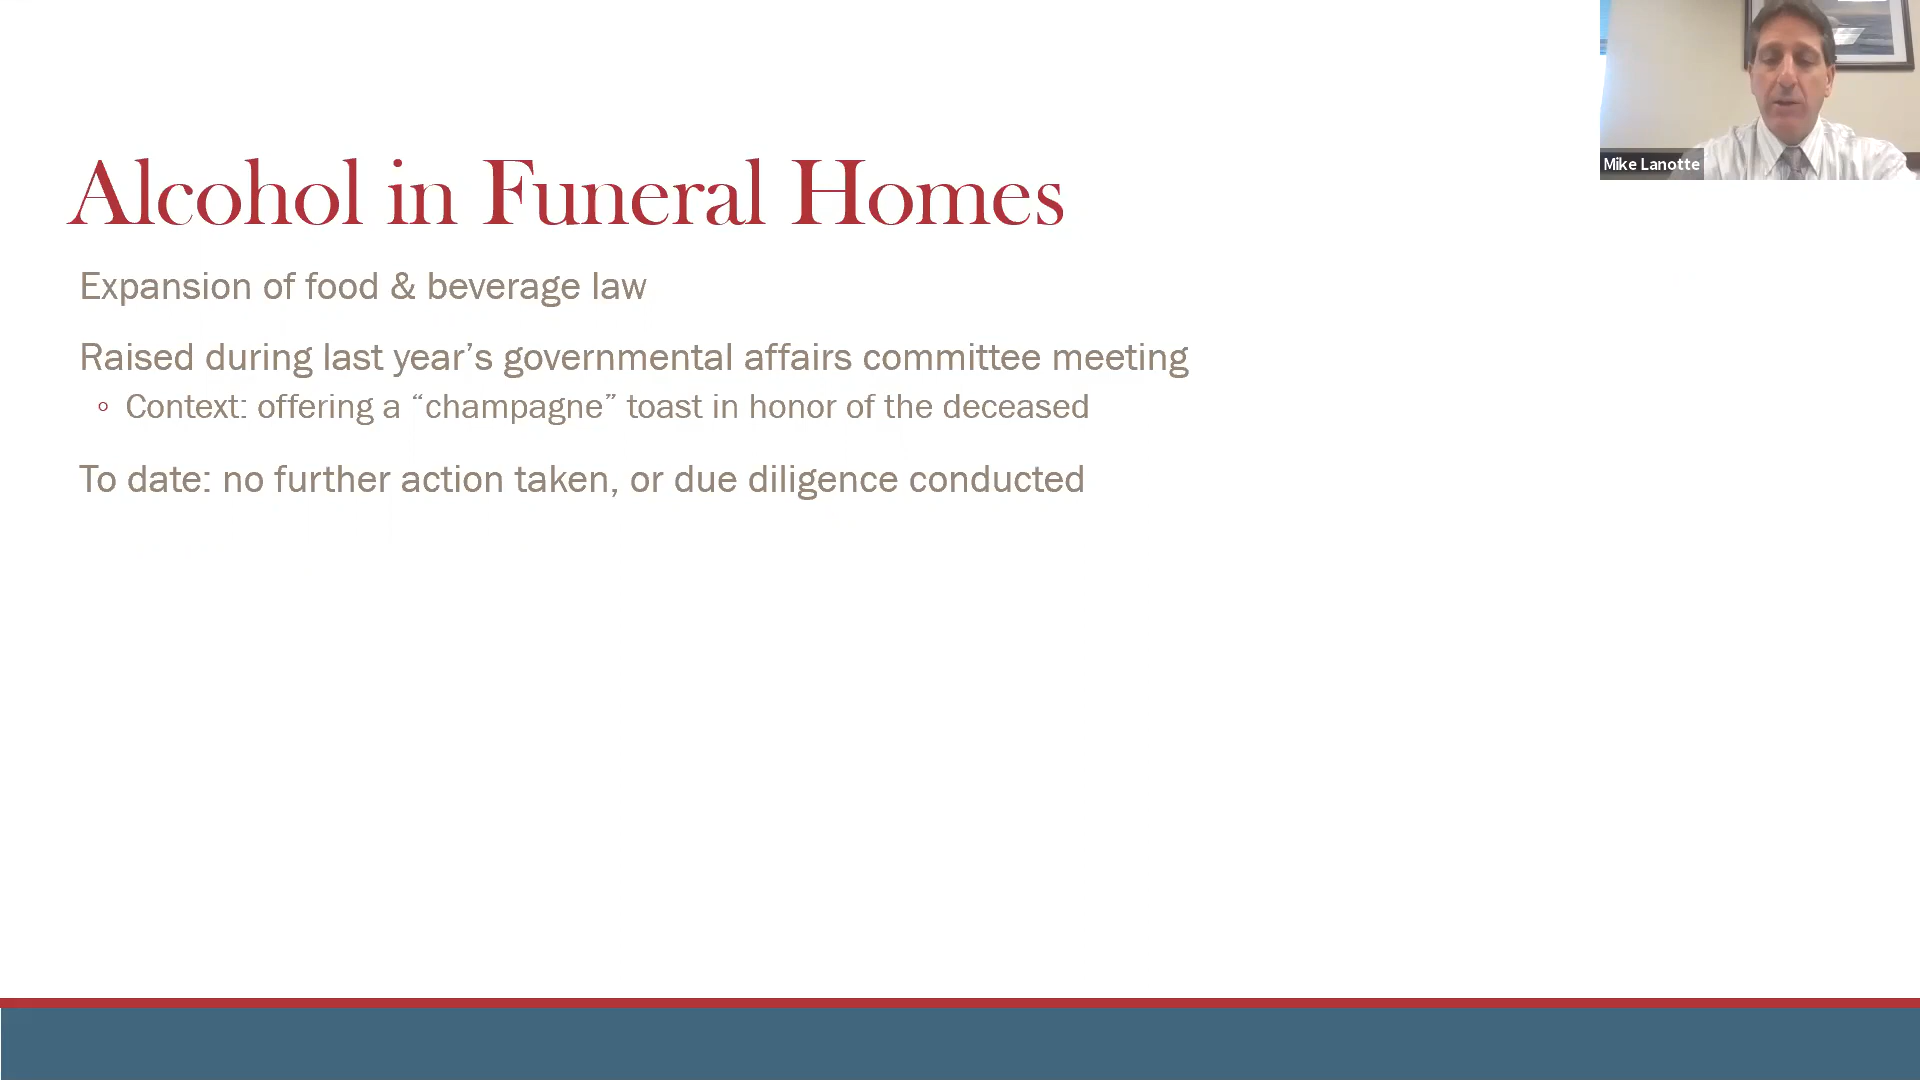 Alcohol in Funeral Homes
Expansion of food & beverage law
Raised during last year’s governmental affairs committee meeting
◦ Context: offering a “champagne” toast in honor of the deceased
To date: no further action taken, or due diligence conducted
Mike Lanotte